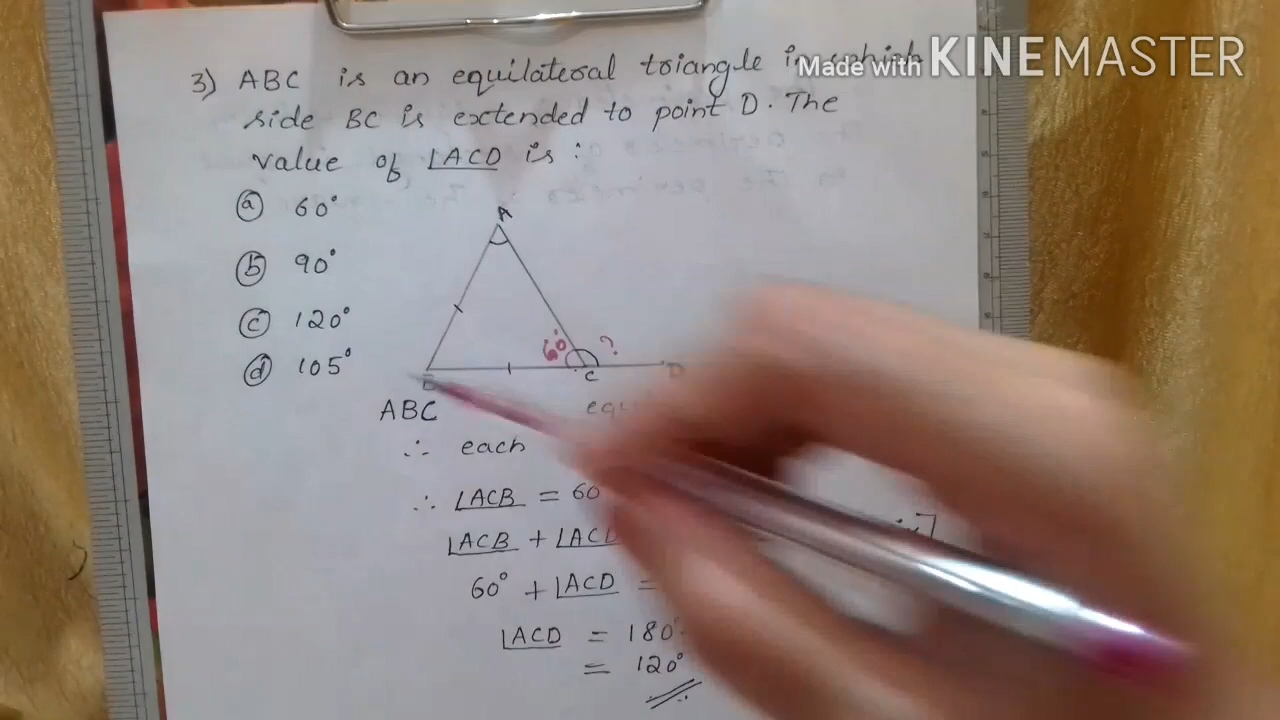 Made with KINEMASTER
3) ABC is an equilateral triangle in which
side BC is extended to point D. The
value of ∠ACD is :
(a) 60°
(b) 90°
(c) 120°
(d) 105°
A
60° ?
B C D
ABC
∴ each
∴ ∠ACB = 60
∠ACB + ∠ACD
60° + ∠ACD =
∠ACD = 180°
= 120°